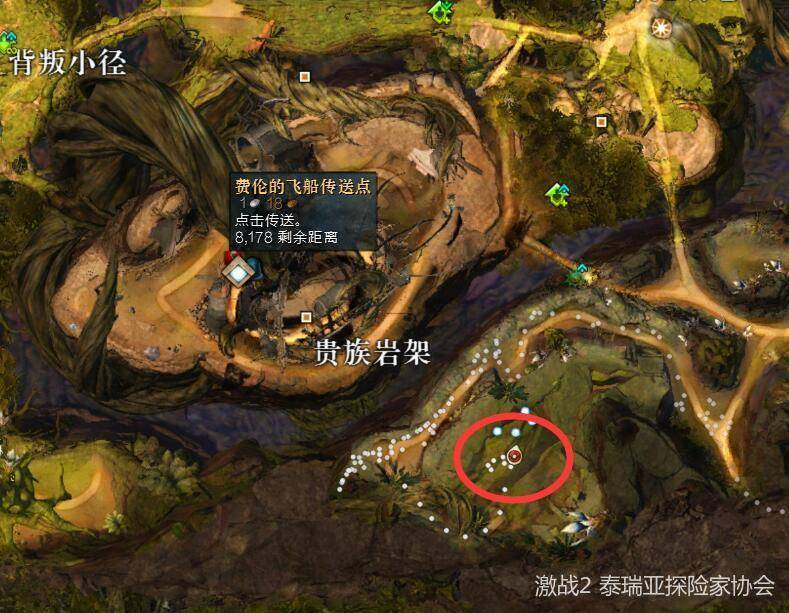 背叛小径
费伦的飞船传送点
1 18
点击传送。
8,178 剩余距离
贵族岩架
激战2 泰瑞亚探险家协会